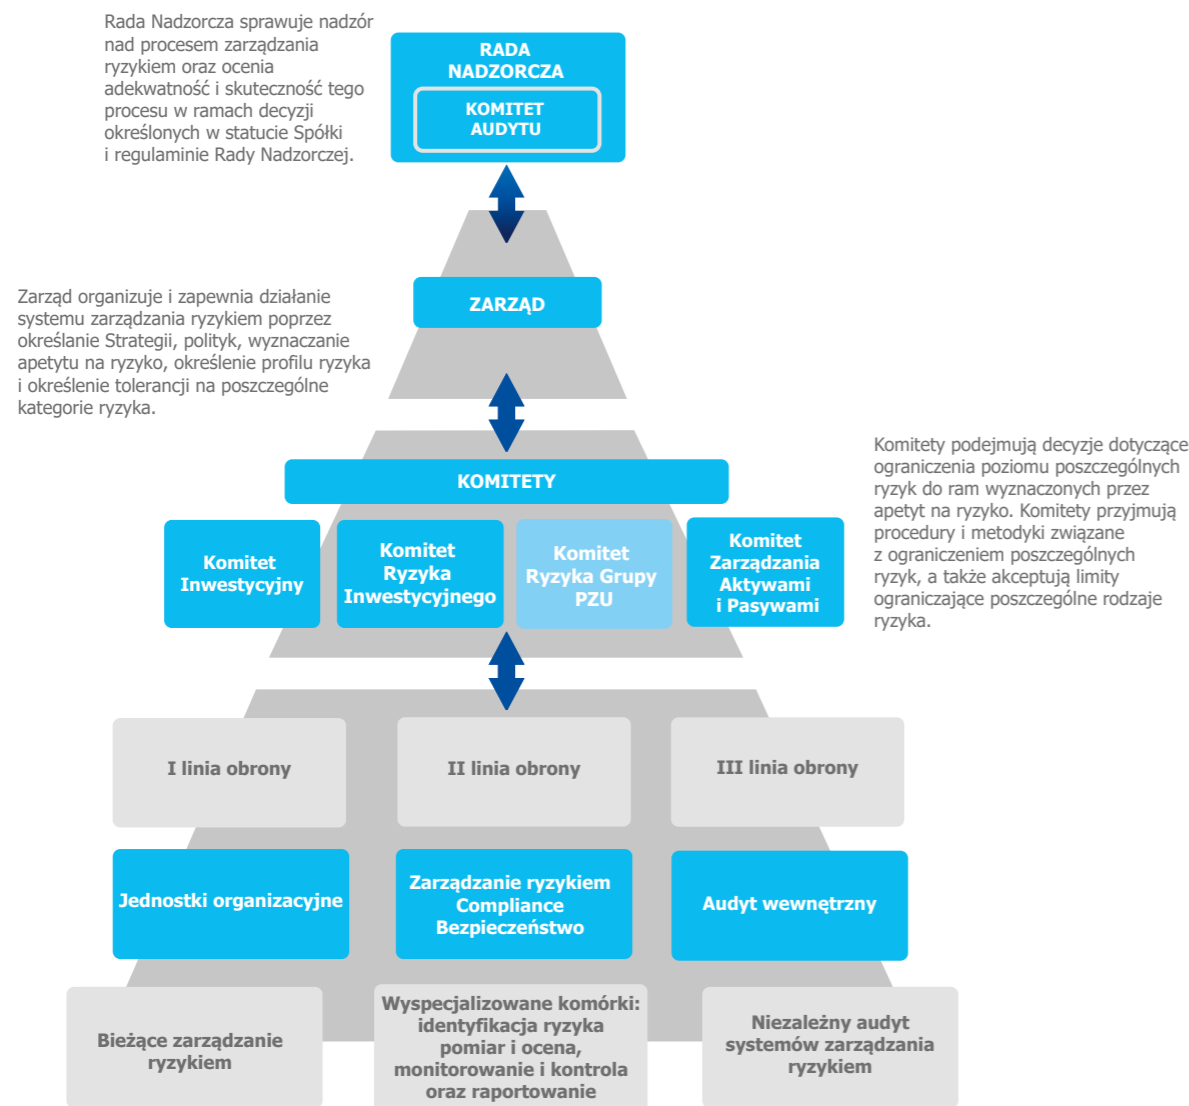 Rada Nadzorcza sprawuje nadzór
nad procesem zarządzania
ryzykiem oraz ocenia
adekwatność i skuteczność tego
procesu w ramach decyzji
określonych w statucie Spółki
i regulaminie Rady Nadzorczej.
RADA
NADZORCZA
KOMITET
AUDYTU
Zarząd organizuje i zapewnia działanie
systemu zarządzania ryzykiem poprzez
określanie Strategii, polityk, wyznaczanie
apetytu na ryzyko, określenie profilu ryzyka
i określenie tolerancji na poszczególne
kategorie ryzyka.
ZARZĄD
KOMITETY
Komitet
Inwestycyjny
Komitet
Ryzyka
Inwestycyjnego
Komitet
Ryzyka Grupy
PZU
Komitet
Zarządzania
Aktywami
i Pasywami
Komitety podejmują decyzje dotyczące
ograniczenia poziomu poszczególnych
ryzyk do ram wyznaczonych przez
apetyt na ryzyko. Komitety przyjmują
procedury i metodyki związane
z ograniczeniem poszczególnych
ryzyk, a także akceptują limity
ograniczające poszczególne rodzaje
ryzyka.
I linia obrony
II linia obrony
III linia obrony
Jednostki organizacyjne
Zarządzanie ryzykiem
Compliance
Bezpieczeństwo
Audyt wewnętrzny
Bieżące zarządzanie
ryzykiem
Wyspecjalizowane komórki:
identyfikacja ryzyka
pomiar i ocena,
monitorowanie i kontrola
oraz raportowanie
Niezależny audyt
systemów zarządzania
ryzykiem